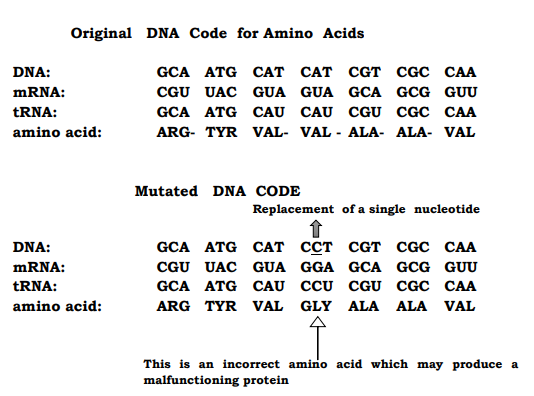 Original DNA Code for Amino Acids
DNA: GCA ATG CAT CAT CGT CGC CAA
mRNA: CGU UAC GUA GUA GCA GCG GUU
tRNA: GCA ATG CAU CAU CGU CGC CAA
amino acid: ARG- TYR VAL- VAL - ALA- ALA- VAL
Mutated DNA CODE
Replacement of a single nucleotide
DNA: GCA ATG CAT CCT CGT CGC CAA
mRNA: CGU UAC GUA GGA GCA GCG GUU
tRNA: GCA ATG CAU CCU CGU CGC CAA
amino acid: ARG TYR VAL GLY ALA ALA VAL
This is an incorrect amino acid which may produce a
malfunctioning protein